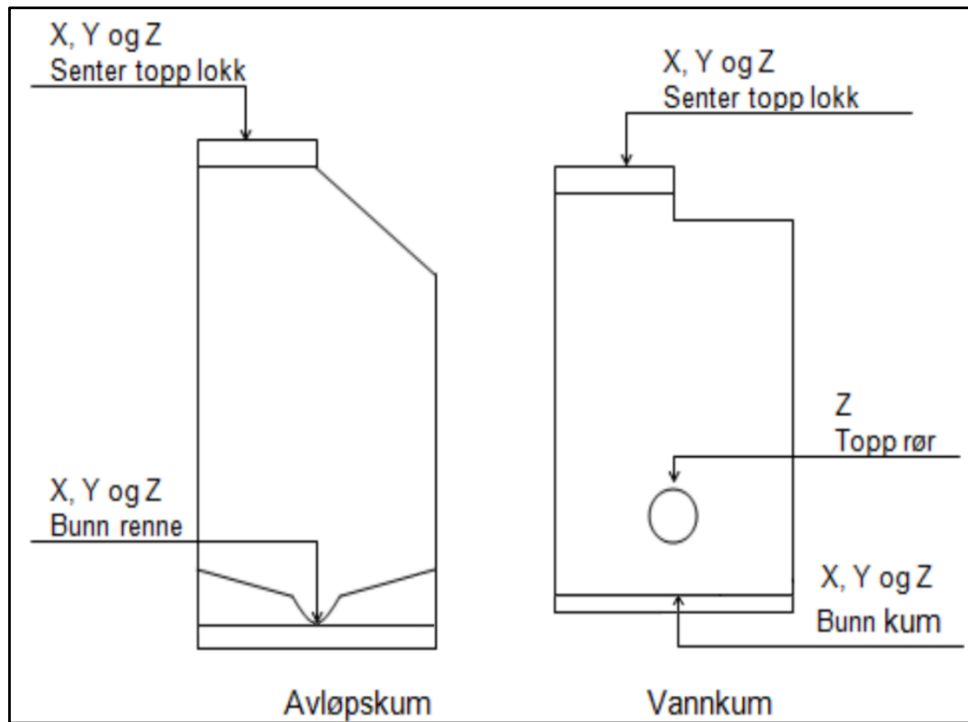 X, Y og Z
Senter topp lokk
X, Y og Z
Bunn renne
Avløpskum
X, Y og Z
Senter topp lokk
Z
Topp rør
X, Y og Z
Bunn kum
Vannkum